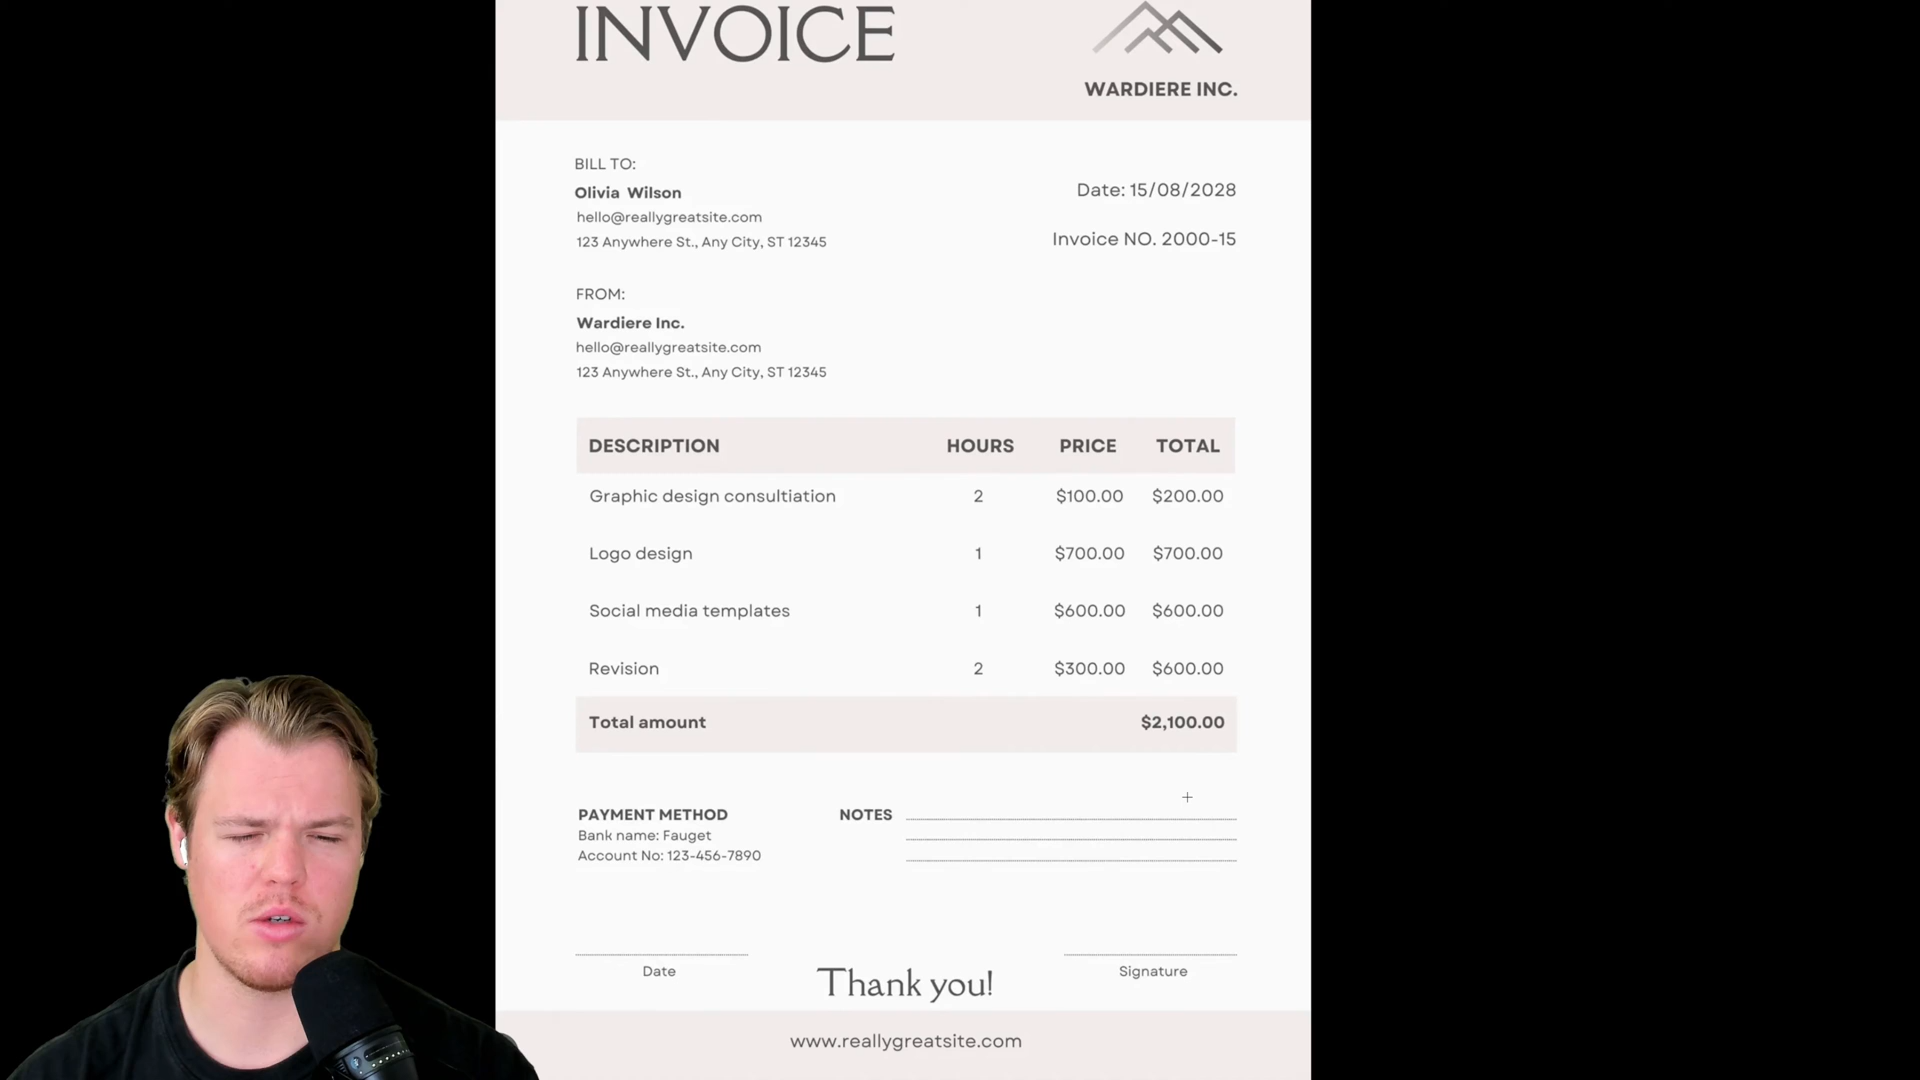 INVOICE
WARDIERE INC.
BILL TO:
Olivia Wilson
hello@reallygreatsite.com
123 Anywhere St., Any City, ST 12345
Date: 15/08/2028
Invoice NO. 2000-15
FROM:
Wardiere Inc.
hello@reallygreatsite.com
123 Anywhere St., Any City, ST 12345
DESCRIPTION HOURS PRICE TOTAL
Graphic design consultiation 2 $100.00 $200.00
Logo design 1 $700.00 $700.00
Social media templates 1 $600.00 $600.00
Revision 2 $300.00 $600.00
Total amount $2,100.00
PAYMENT METHOD
Bank name: Fauget
Account No: 123-456-7890
NOTES
Date
Thank you!
Signature
www.reallygreatsite.com